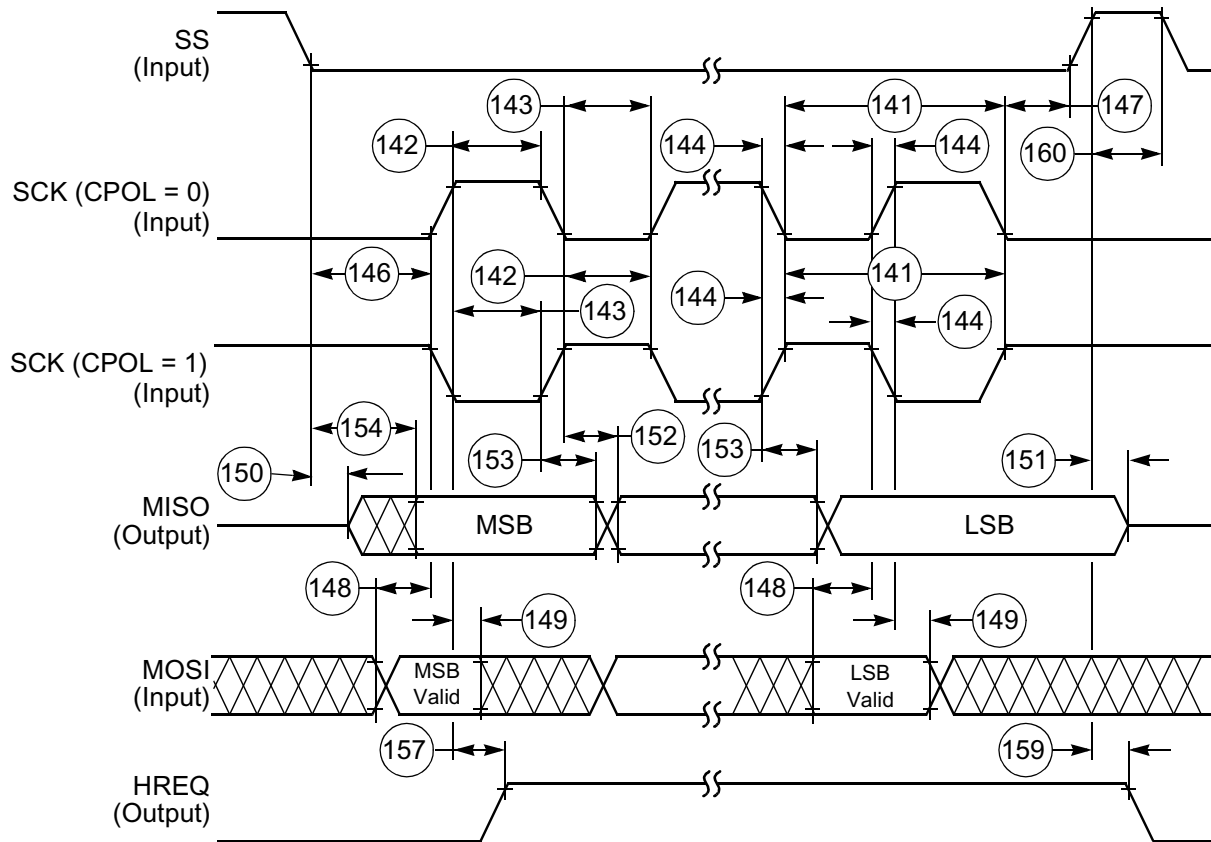 SS
(Input)
143
141
147
142
144
144
160
SCK (CPOL = 0)
(Input)
146
142
141
144
143
144
SCK (CPOL = 1)
(Input)
154
152
153
153
150
151
MISO
(Output)
MSB
LSB
148
148
149
149
MOSI
(Input)
MSB
Valid
LSB
Valid
157
159
HREQ
(Output)